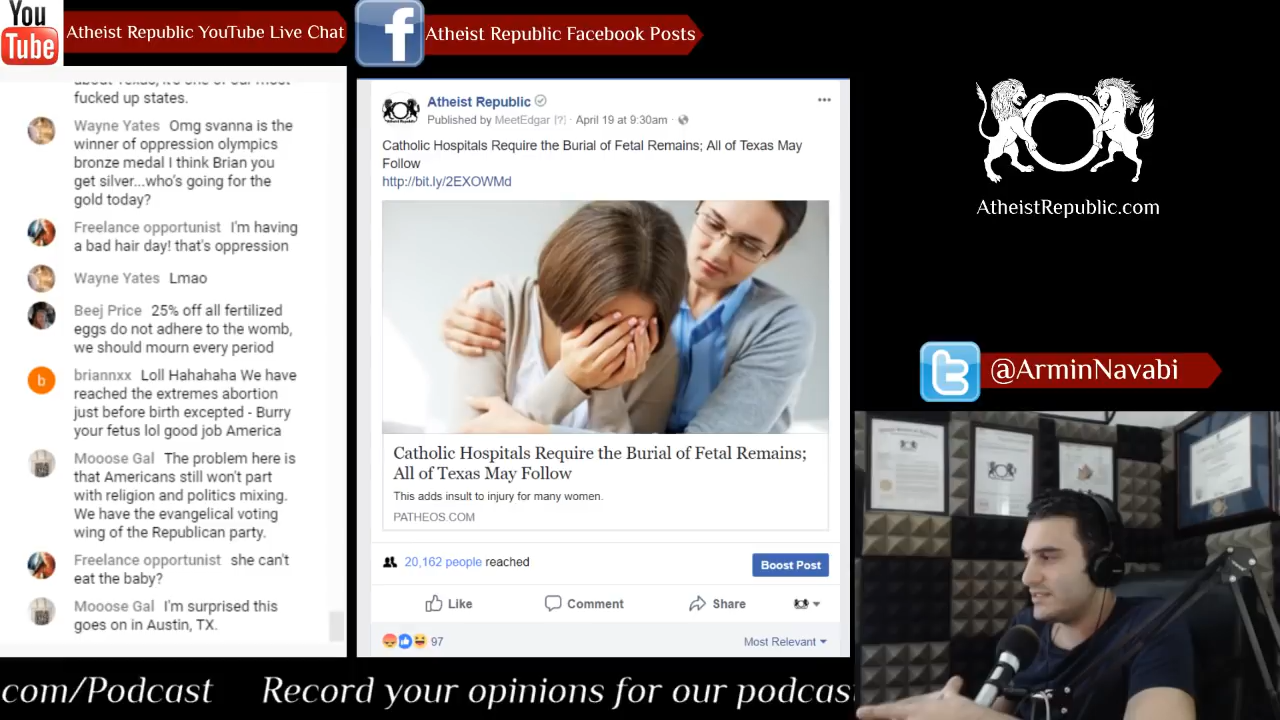 You
Tube
Atheist Republic YouTube Live Chat
Atheist Republic Facebook Posts
about Texas, it's one of our most
fucked up states.
Wayne Yates Omg svanna is the
winner of oppression olympics
bronze medal I think Brian you
get silver...who's going for the
gold today?
Freelance opportunist I'm having
a bad hair day! that's oppression
Wayne Yates Lmao
Beej Price 25% off all fertilized
eggs do not adhere to the womb,
we should mourn every period
b
briannxx Loll Hahahaha We have
reached the extremes abortion
just before birth excepted - Burry
your fetus lol good job America
Mooose Gal The problem here is
that Americans still won't part
with religion and politics mixing.
We have the evangelical voting
wing of the Republican party.
Freelance opportunist she can't
eat the baby?
Mooose Gal I'm surprised this
goes on in Austin, TX.
Atheist Republic
Published by MeetEdgar [?] · April 19 at 9:30am ·
Catholic Hospitals Require the Burial of Fetal Remains; All of Texas May
Follow
http://bit.ly/2EXOWMd
Catholic Hospitals Require the Burial of Fetal Remains;
All of Texas May Follow
This adds insult to injury for many women.
PATHEOS.COM
20,162 people reached
Boost Post
Like
Comment
Share
97
Most Relevant
AtheistRepublic.com
@ArminNavabi
com/Podcast Record your opinions for our podcas